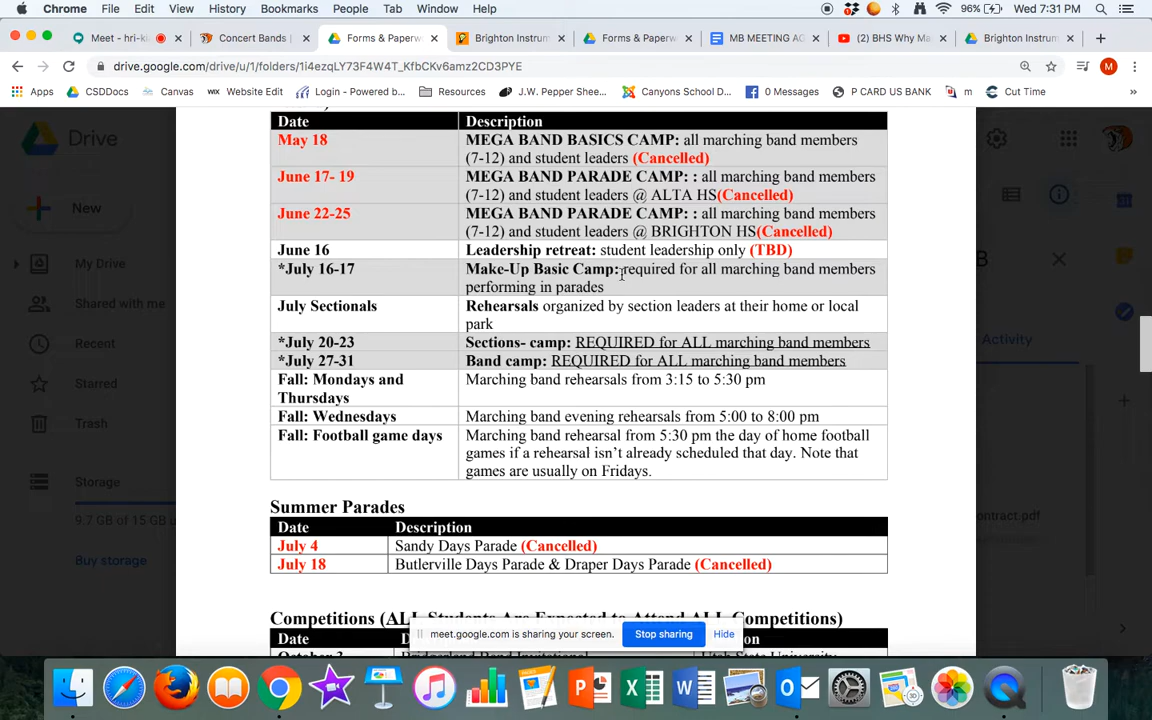 Chrome File Edit View History Bookmarks People Tab Window Help 96% Wed 7:31 PM
Meet - hri-k Concert Bands | Forms & Paperw Brighton Instrum Forms & Paperw MB MEETING AG (2) BHS Why Ma Brighton Instrum
drive.google.com/drive/u/1/folders/1i4ezqLY73F4W4T_KfbCKv6amz2CD3PYE
Apps CSDDocs Canvas WIX Website Edit Login - Powered b... Resources J.W. Pepper Shee... Canyons School D... 0 Messages P CARD US BANK m Cut Time »
Drive
New
My Drive
Shared with me
Recent
Starred
Trash
Storage
9.7 GB of 15 GB
Buy storage
Date Description
May 18 MEGA BAND BASICS CAMP: all marching band members
(7-12) and student leaders (Cancelled)
June 17- 19 MEGA BAND PARADE CAMP: : all marching band members
(7-12) and student leaders @ ALTA HS(Cancelled)
June 22-25 MEGA BAND PARADE CAMP: : all marching band members
(7-12) and student leaders @ BRIGHTON HS(Cancelled)
June 16 Leadership retreat: student leadership only (TBD)
*July 16-17 Make-Up Basic Camp: required for all marching band members
performing in parades
July Sectionals Rehearsals organized by section leaders at their home or local
park
*July 20-23 Sections- camp: REQUIRED for ALL marching band members
*July 27-31 Band camp: REQUIRED for ALL marching band members
Fall: Mondays and Marching band rehearsals from 3:15 to 5:30 pm
Thursdays
Fall: Wednesdays Marching band evening rehearsals from 5:00 to 8:00 pm
Fall: Football game days Marching band rehearsal from 5:30 pm the day of home football
games if a rehearsal isn't already scheduled that day. Note that
games are usually on Fridays.
Summer Parades
Date Description
July 4 Sandy Days Parade (Cancelled)
July 18 Butlerville Days Parade & Draper Days Parade (Cancelled)
Competitions (ALL Students Are Expected to Attend ALL Competitions)
Date
October 3 Utah State University
B
Activity
ontract.pdf
meet.google.com is sharing your screen. Stop sharing Hide